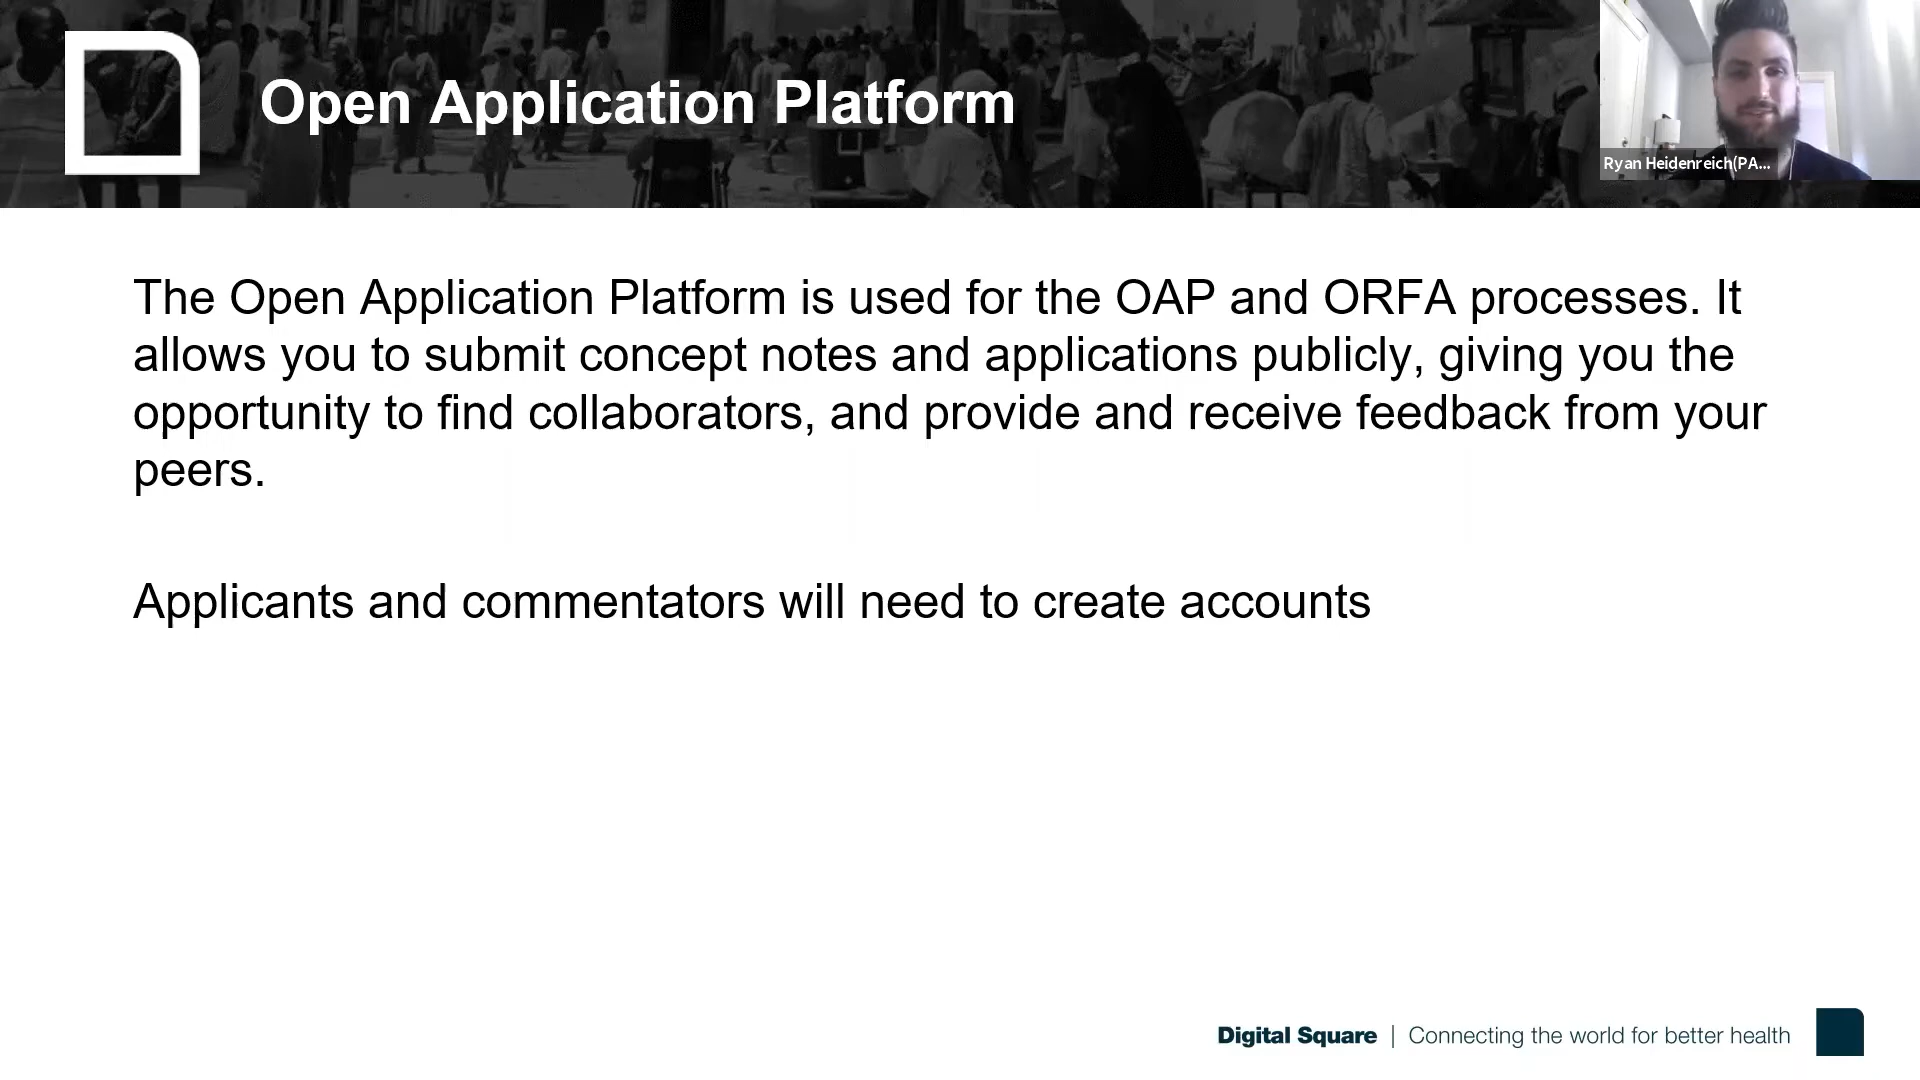 Open Application Platform
Ryan Heidenreich(PA...
The Open Application Platform is used for the OAP and ORFA processes. It
allows you to submit concept notes and applications publicly, giving you the
opportunity to find collaborators, and provide and receive feedback from your
peers.
Applicants and commentators will need to create accounts
Digital Square | Connecting the world for better health